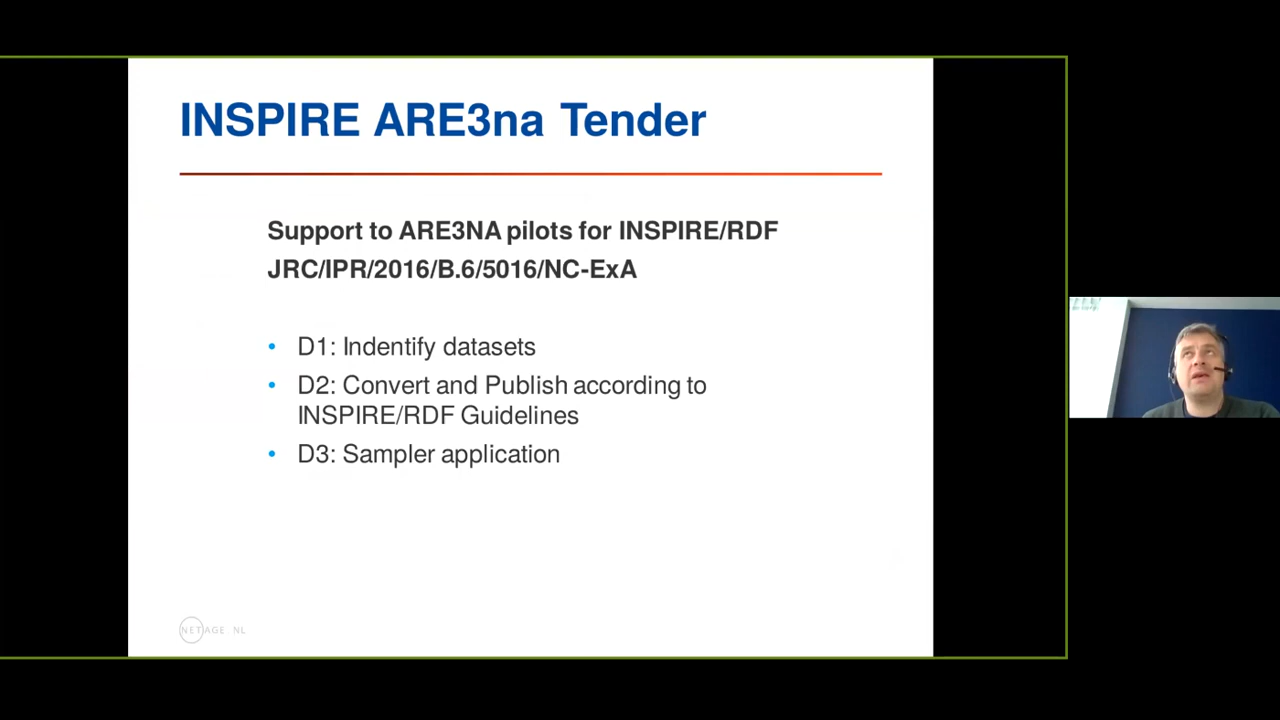 INSPIRE ARE3na Tender
Support to ARE3NA pilots for INSPIRE/RDF
JRC/IPR/2016/B.6/5016/NC-ExA
• D1: Indentify datasets
• D2: Convert and Publish according to
INSPIRE/RDF Guidelines
• D3: Sampler application
NETAGE.NL